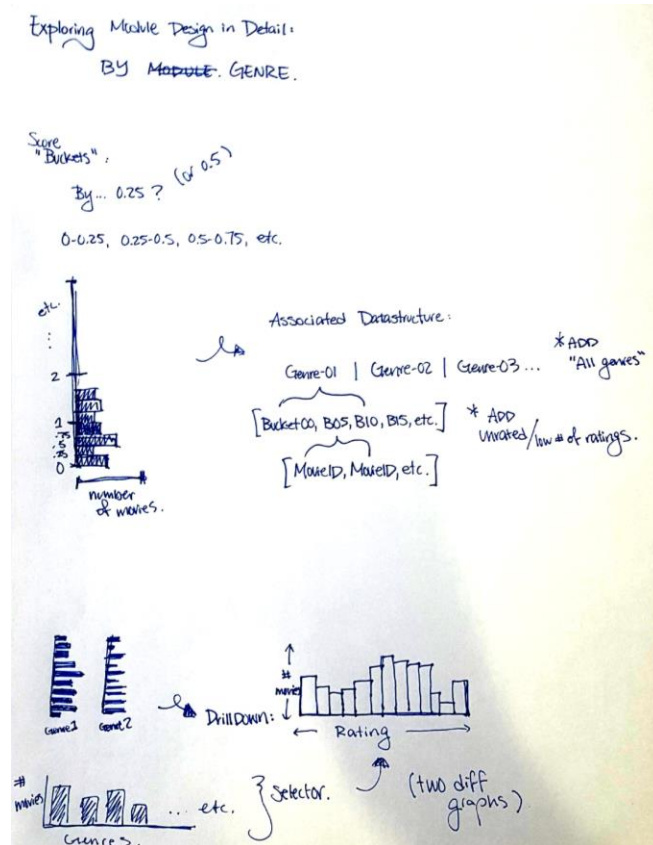 Exploring Module Design in Detail:
BY MODULE. GENRE.
Score
"Buckets":
By... 0.25 ? (or 0.5)
0-0.25, 0.25-0.5, 0.5-0.75, etc.
etc.
...
2
1
.75
.5
.25
0
number
of movies.
Associated Datastructure:
Genre-01 | Genre-02 | Genre-03 ...
* ADD
"All genres"
[Bucket00, B05, B10, B15, etc.]
* ADD
unrated/low # of ratings.
[MovieID, MovieID, etc.]
Genre1 Genre2
DrillDown:
#
movies
Rating
(two diff
graphs).
#
movies
... etc.
Selector.
Genres.